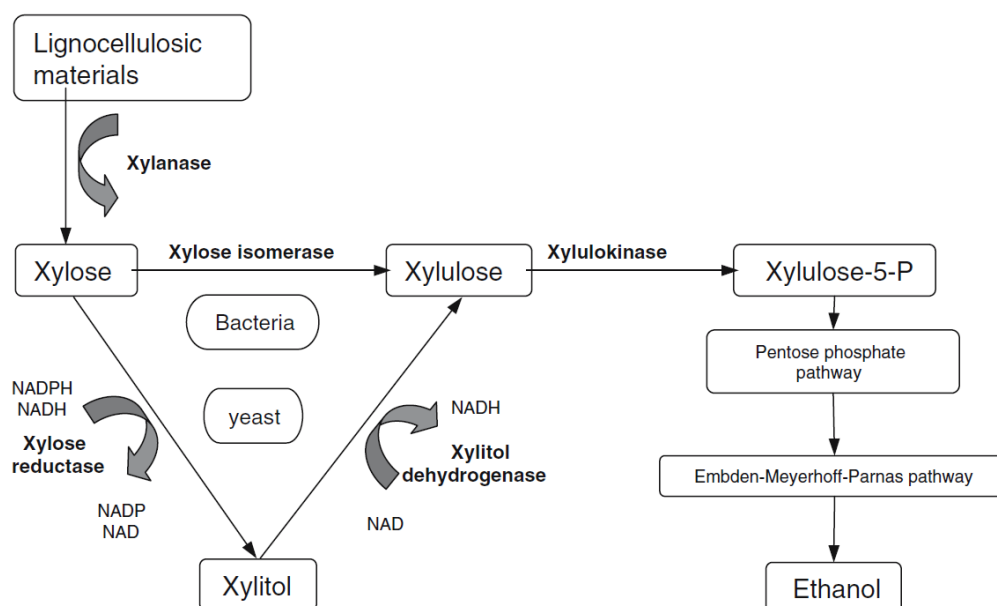 Lignocellulosic
materials
Xylanase
Xylose
Xylose isomerase
Xylulose
Xylulokinase
Xylulose-5-P
Bacteria
Pentose phosphate
pathway
yeast
NADPH
NADH
Xylose
reductase
NADP
NAD
NADH
Xylitol
dehydrogenase
NAD
Embden-Meyerhoff-Parnas pathway
Xylitol
Ethanol